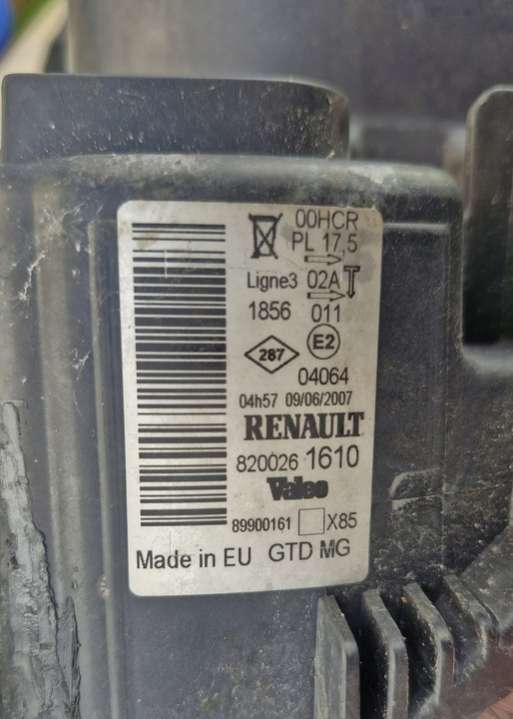 00HCR
PL 17,5
Ligne3 02A
1856 011
287 E2
04064
04h57 09/06/2007
RENAULT
820026 1610
Valeo
89900161 X85
Made in EU GTD MG